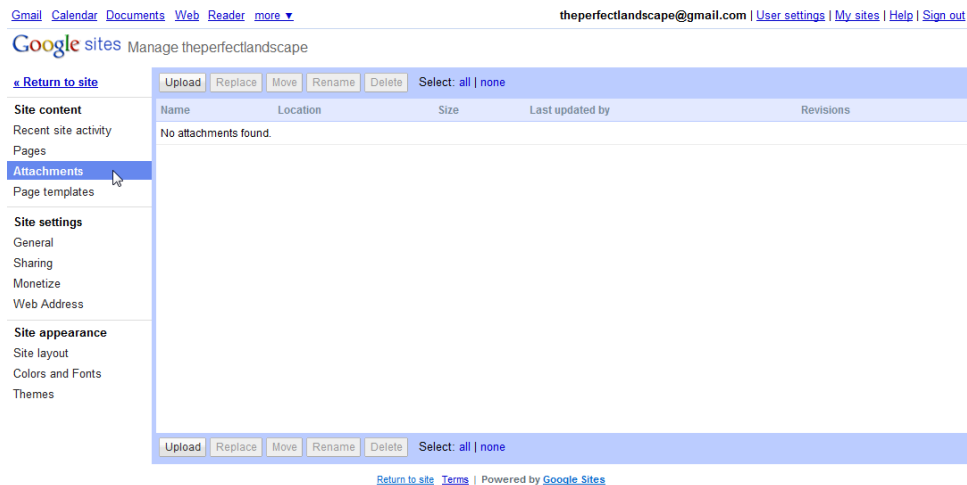 Gmail Calendar Documents Web Reader more ▼ theperfectlandscape@gmail.com | User settings | My sites | Help | Sign out
Google sites Manage theperfectlandscape
« Return to site
Site content
Recent site activity
Pages
Attachments
Page templates
Site settings
General
Sharing
Monetize
Web Address
Site appearance
Site layout
Colors and Fonts
Themes
Upload Replace Move Rename Delete Select: all | none
Name Location Size Last updated by Revisions
No attachments found.
Upload Replace Move Rename Delete Select: all | none
Return to site Terms | Powered by Google Sites